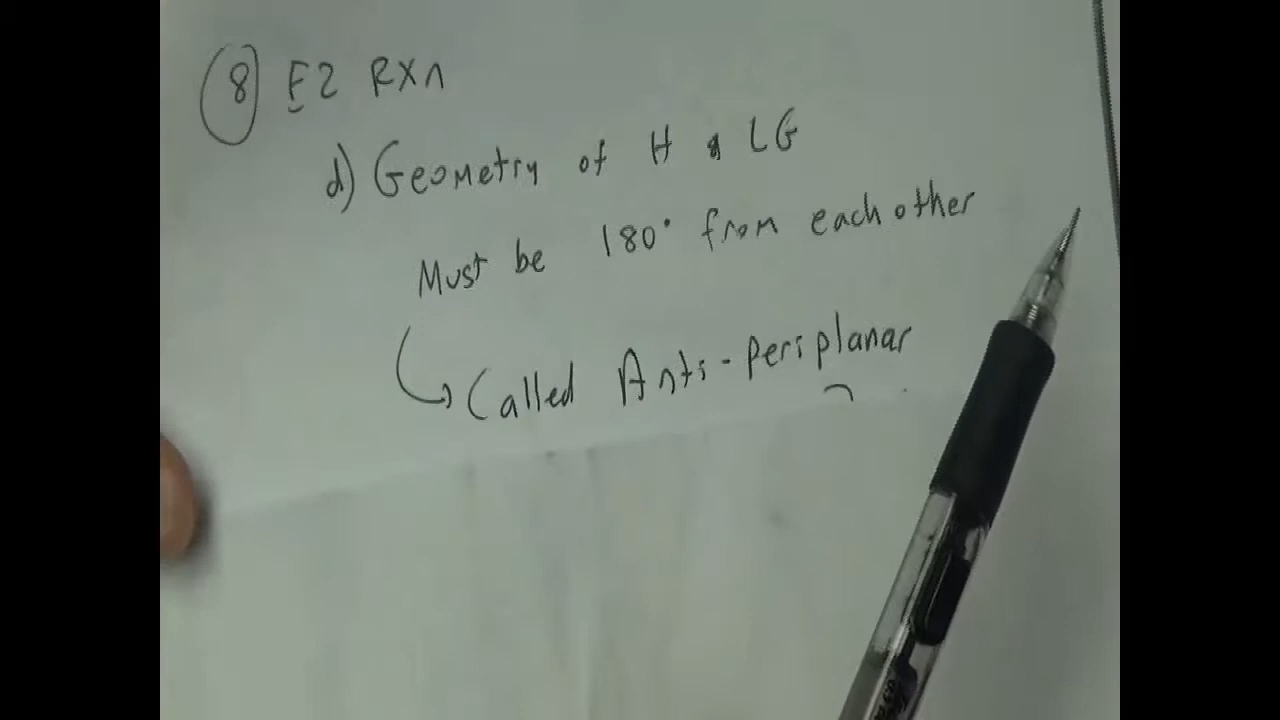 8 E2 RXn
d) Geometry of H & LG
Must be 180° from each other
Called Anti-periplanar